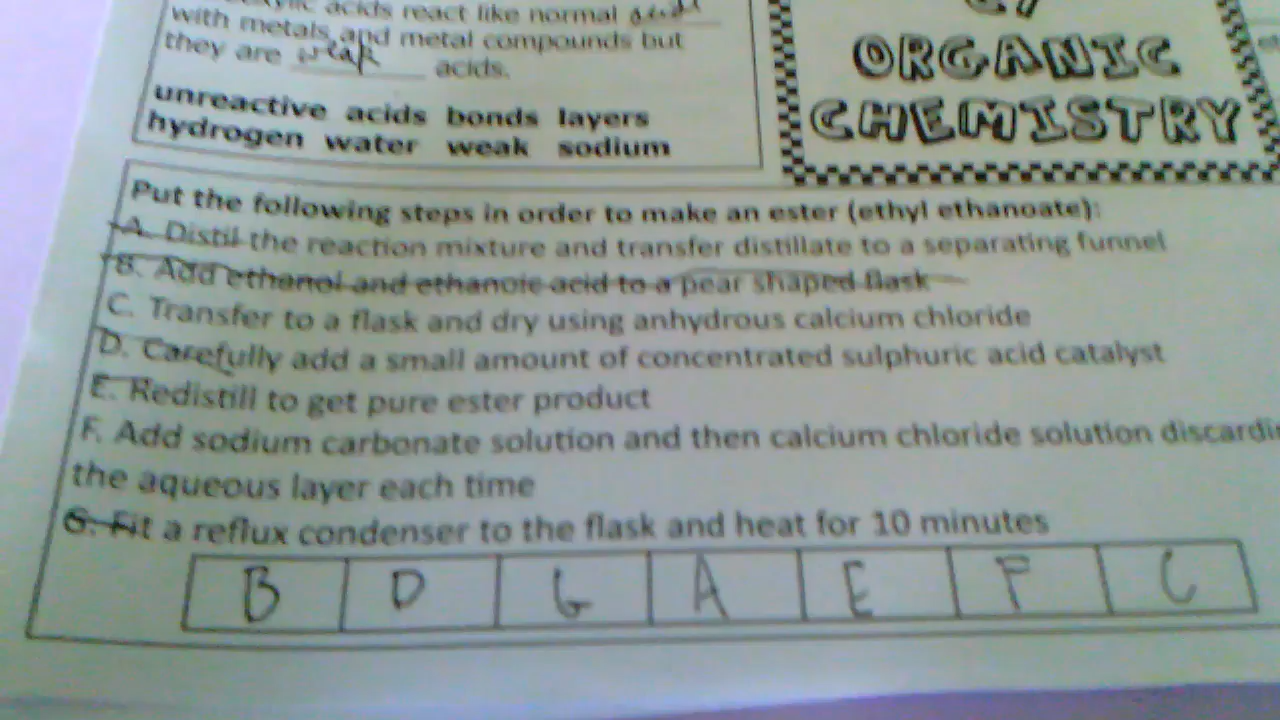 acids react like normal
with metals and metal compounds but
they are weak acids.
unreactive acids bonds layers
hydrogen water weak sodium
ORGANIC
CHEMISTRY
Put the following steps in order to make an ester (ethyl ethanoate):
A. Distil the reaction mixture and transfer distillate to a separating funnel
B. Add ethanol and ethanoic acid to a pear shaped flask
C. Transfer to a flask and dry using anhydrous calcium chloride
D. Carefully add a small amount of concentrated sulphuric acid catalyst
E. Redistill to get pure ester product
F. Add sodium carbonate solution and then calcium chloride solution
the aqueous layer each time
G. Fit a reflux condenser to the flask and heat for 10 minutes
B D G A E F C